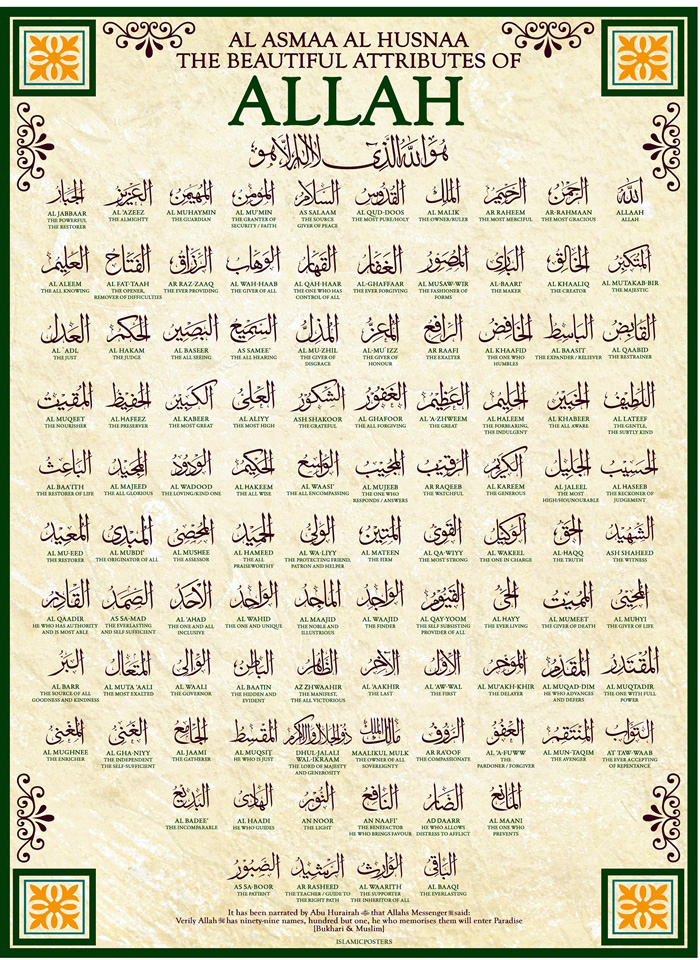 AL ASMAA AL HUSNAA
THE BEAUTIFUL ATTRIBUTES OF
ALLAH
هو الله الذي لا اله الا هو
الله
ALLAAH
ALLAH
الرحمن
AR-RAHMAAN
THE MOST GRACIOUS
الرحيم
AR RAHEEM
THE MOST MERCIFUL
الملك
AL MALIK
THE OWNER/RULER
القدوس
AL QUD-DOOS
THE MOST PURE/HOLY
السلام
AS SALAAM
THE SOURCE
GIVER OF PEACE
المؤمن
AL MU'MIN
THE GRANTER OF
SECURITY / FAITH
المهيمن
AL MUHAYMIN
THE GUARDIAN
العزيز
AL 'AZEEZ
THE ALMIGHTY
الجبار
AL JABBAAR
THE POWERFUL
THE RESTORER
المتكبر
AL MUTAKAB-BIR
THE MAJESTIC
الخالق
AL KHAALIQ
THE CREATOR
البارئ
AL-BAARI'
THE MAKER
المصور
AL MUSAW-WIR
THE FASHIONER OF
FORMS
الغفار
AL-GHAFFAAR
THE EVER FORGIVING
القهار
AL QAH-HAAR
THE ONE WHO HAS
CONTROL OF ALL
الوهاب
AL WAH-HAAB
THE GIVER OF ALL
الرزاق
AR RAZ-ZAAQ
THE EVER PROVIDING
الفتاح
AL FAT-TAAH
THE OPENER,
REMOVER OF DIFFICULTIES
العليم
AL ALEEM
THE ALL KNOWING
القابض
AL QAABID
THE RESTRAINER
الباسط
AL BAASIT
THE EXPANDER / RELIEVER
الخافض
AL KHAAFID
THE ONE WHO
HUMBLES
الرافع
AR RAAFI
THE EXALTER
المعز
AL-MU'IZZ
THE GIVER OF
HONOUR
المذل
AL MU-ZHIL
THE GIVER OF
DISGRACE
السميع
AS SAMEE'
THE ALL HEARING
البصير
AL BASEER
THE ALL SEEING
الحكم
AL HAKAM
THE JUDGE
العدل
AL 'ADL
THE JUST
اللطيف
AL LATEEF
THE GENTLE,
THE SUBTLY KIND
الخبير
AL KHABEER
THE ALL AWARE
الحليم
AL HALEEM
THE FORBEARING,
THE INDULGENT
العظيم
AL 'A-ZHWEEM
THE GREAT
الغفور
AL GHAFOOR
THE ALL FORGIVING
الشكور
ASH SHAKOOR
THE GRATEFUL
العلي
AL ALIYY
THE MOST HIGH
الكبير
AL KABEER
THE MOST GREAT
الحفيظ
AL HAFEEZ
THE PRESERVER
المقيت
AL MUQEET
THE NOURISHER
الحسيب
AL HASEEB
THE RECKONER OF
JUDGEMENT
الجليل
AL JALEEL
THE MOST
HIGH/HOUNOURABLE
الكريم
AL KAREEM
THE GENEROUS
الرقيب
AR RAQEEB
THE WATCHFUL
المجيب
AL MUJEEB
THE ONE WHO
RESPONDS / ANSWERS
الواسع
AL WAASI'
THE ALL ENCOMPASSING
الحكيم
AL HAKEEM
THE ALL WISE
الودود
AL WADOOD
THE LOVING/KIND ONE
المجيد
AL MAJEED
THE ALL GLORIOUS
الباعث
AL BAA'ITH
THE RESTORER OF LIFE
الشهيد
ASH SHAHEED
THE WITNESS
الحق
AL-HAQQ
THE TRUTH
الوكيل
AL WAKEEL
THE ONE IN CHARGE
القوي
AL QA-WIYY
THE MOST STRONG
المتين
AL MATEEN
THE FIRM
الولي
AL WA-LIYY
THE PROTECTING FRIEND,
PATRON AND HELPER
الحميد
AL HAMEED
THE ALL
PRAISEWORTHY
المحصي
AL MUSHEE
THE ASSESSOR
المبدئ
AL MUBDI'
THE ORIGINATOR OF ALL
المعيد
AL MU-EED
THE RESTORER
المحيي
AL MUHYI
THE GIVER OF LIFE
المميت
AL MUMEET
THE GIVER OF DEATH
الحي
AL HAYY
THE EVER LIVING
القيوم
AL QAY-YOOM
THE SELF SUBSISTING
PROVIDER OF ALL
الواجد
AL WAAJID
THE FINDER
الماجد
AL MAAJID
THE NOBLE AND
ILLUSTRIOUS
الواحد
AL WAHID
THE ONE AND UNIQUE
الأحد
AL 'AHAD
THE ONE AND ALL
INCLUSIVE
الصمد
AS SA-MAD
THE EVERLASTING
AND SELF SUFFICIENT
القادر
AL QAADIR
HE WHO HAS AUTHORITY
AND IS MOST ABLE
المقتدر
AL MUQTADIR
THE ONE WITH FULL
POWER
المقدم
AL MUQAD-DIM
HE WHO ADVANCES
AND DEFERS
المؤخر
AL MU'AKH-KHIR
THE DELAYER
الأول
AL 'AW-WAL
THE FIRST
الآخر
AL 'AAKHIR
THE LAST
الظاهر
AZ ZHWAAHIR
THE MANIFEST,
THE ALL VICTORIOUS
الباطن
AL BAATIN
THE HIDDEN AND
EVIDENT
الوالي
AL WAALI
THE GOVERNOR
المتعال
AL MUTA 'AALI
THE MOST EXALTED
البر
AL BARR
THE SOURCE OF ALL
GOODNESS AND KINDNESS
التواب
AT TAW-WAAB
THE EVER ACCEPTING
OF REPENTANCE
المنتقم
AL MUN-TAQIM
THE AVENGER
العفو
AL 'A-FUWW
THE
PARDONER / FORGIVER
الرؤوف
AR RA'OOF
THE COMPASSIONATE
مالك الملك
MAALIKUL MULK
THE OWNER OF ALL
SOVEREIGNTY
ذو الجلال والاكرام
DHUL-JALALI
WAL-IKRAAM
THE LORD OF MAJESTY
AND GENEROSITY
المقسط
AL MUQSIT
HE WHO IS JUST
الجامع
AL JAAMI
THE GATHERER
الغني
AL GHA-NIYY
THE INDEPENDENT
THE SELF-SUFFICIENT
المغني
AL MUGHNEE
THE ENRICHER
المانع
AL MAANI
THE ONE WHO
PREVENTS
الضار
AD DAARR
HE WHO ALLOWS
DISTRESS TO AFFLICT
النافع
AN NAAFI'
THE BENEFACTOR
HE WHO BRINGS FAVOUR
النور
AN NOOR
THE LIGHT
الهادي
AL HAADI
HE WHO GUIDES
البديع
AL BADEE'
THE INCOMPARABLE
الباقي
AL BAAQI
THE EVERLASTING
الوارث
AL WAARITH
THE SUPPORTER
THE INHERITOR OF ALL
الرشيد
AR RASHEED
THE TEACHER / GUIDE TO
THE RIGHT PATH
الصبور
AS SA-BOOR
THE PATIENT
It has been narrated by Abu Hurairah that Allahs Messenger ﷺ said:
Verily Allah has ninety-nine names, hundred but one, he who memorises them will enter Paradise
[Bukhari & Muslim]
ISLAMICPOSTERS